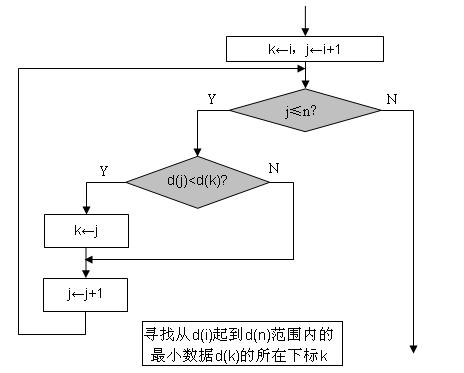 k←i，j←i+1
j≤n?
Y
N
d(j)<d(k)?
Y
N
k←j
j←j+1
寻找从d(i)起到d(n)范围内的
最小数据d(k)的所在下标k